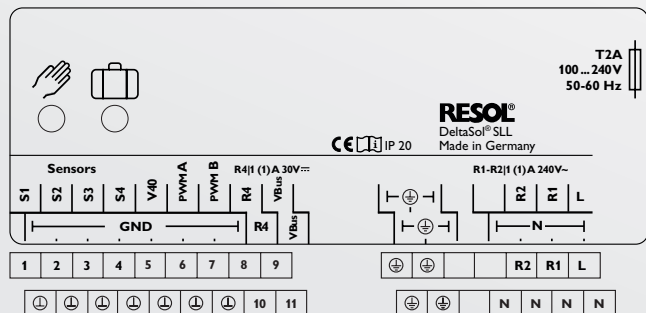 T2A
100 ... 240 V
50-60 Hz
RESOL®
DeltaSol® SLL
Made in Germany
CE i IP 20
Sensors
R4|1 (1) A 30V⎓
R1-R2|1 (1) A 240V~
S1 S2 S3 S4 V40 PWM A PWM B R4 VBus R2 R1 L
GND R4 VBus N
1 2 3 4 5 6 7 8 9 R2 R1 L
10 11 N N N N